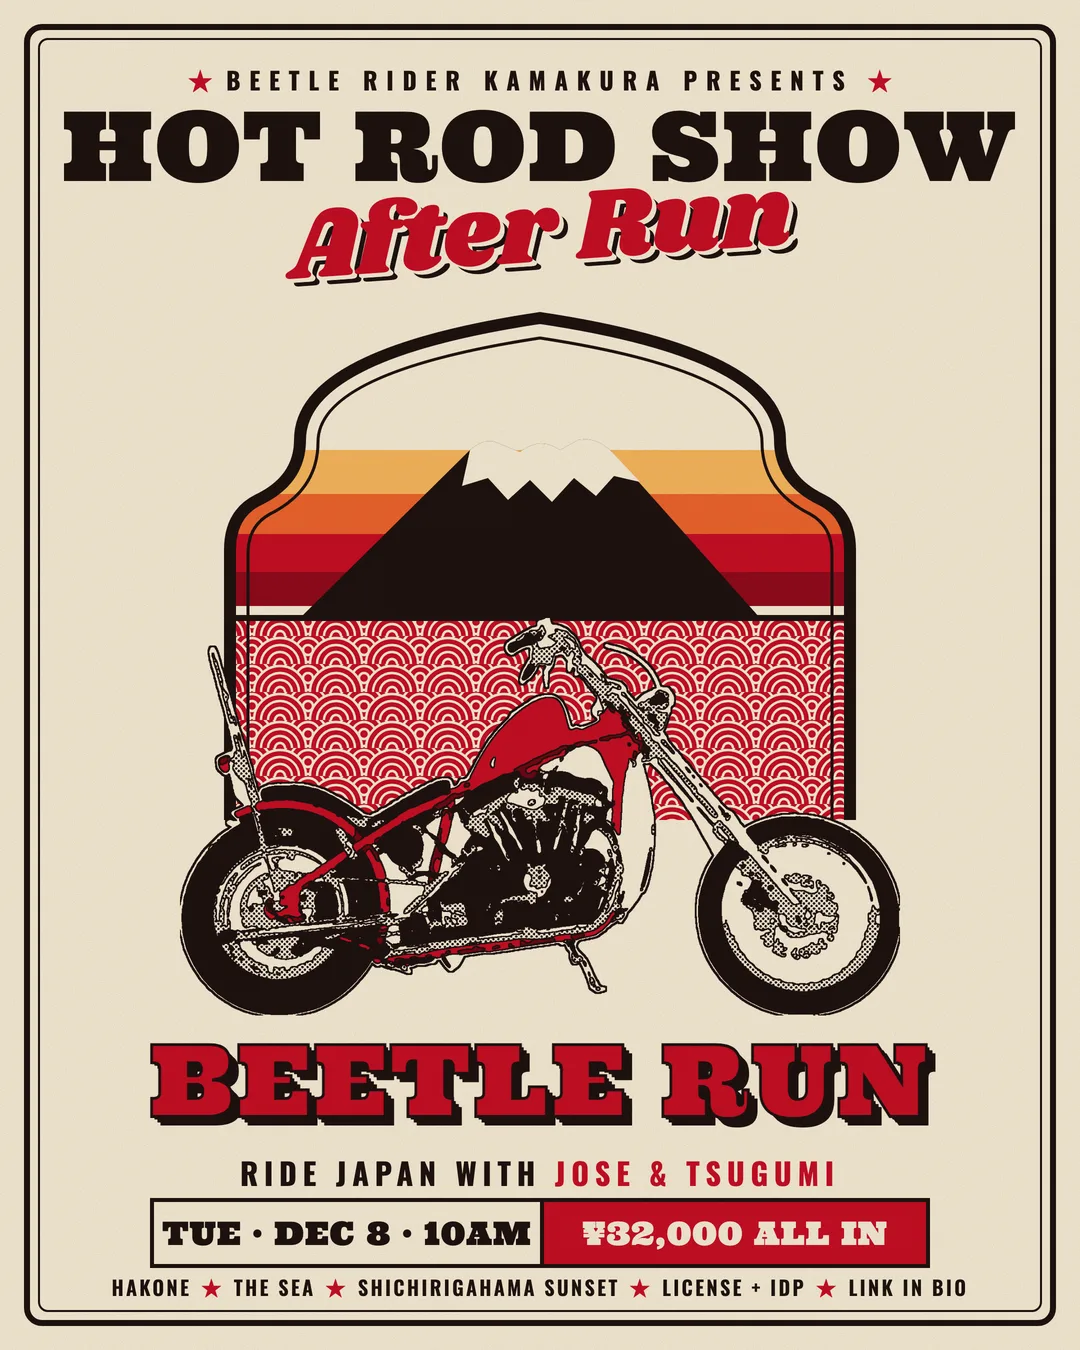 ★ BEETLE RIDER KAMAKURA PRESENTS ★
HOT ROD SHOW
After Run
BEETLE RUN
RIDE JAPAN WITH JOSE & TSUGUMI
TUE · DEC 8 · 10AM
¥32,000 ALL IN
HAKONE ★ THE SEA ★ SHICHIRIGAHAMA SUNSET ★ LICENSE + IDP ★ LINK IN BIO